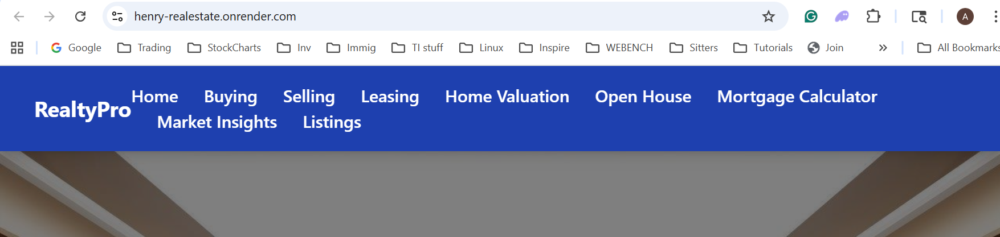 henry-realestate.onrender.com A
Google Trading StockCharts Inv Immig TI stuff Linux Inspire WEBENCH Sitters Tutorials Join » All Bookmarks
RealtyPro
Home Buying Selling Leasing Home Valuation Open House Mortgage Calculator
Market Insights Listings